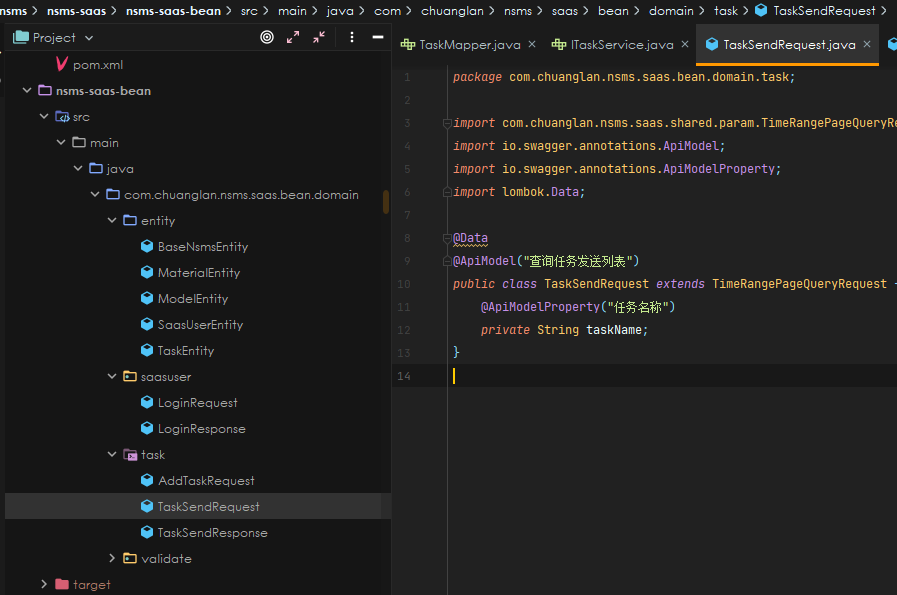 nsms > nsms-saas > nsms-saas-bean > src > main > java > com > chuanglan > nsms > saas > bean > domain > task > TaskSendRequest >
Project
TaskMapper.java × ITaskService.java × TaskSendRequest.java ×
pom.xml
nsms-saas-bean
src
main
java
com.chuanglan.nsms.saas.bean.domain
entity
BaseNsmsEntity
MaterialEntity
ModelEntity
SaasUserEntity
TaskEntity
saasuser
LoginRequest
LoginResponse
task
AddTaskRequest
TaskSendRequest
TaskSendResponse
validate
target
1 package com.chuanglan.nsms.saas.bean.domain.task;
2
3 import com.chuanglan.nsms.saas.shared.param.TimeRangePageQueryRe
4 import io.swagger.annotations.ApiModel;
5 import io.swagger.annotations.ApiModelProperty;
6 import lombok.Data;
7
8 @Data
9 @ApiModel("查询任务发送列表")
10 public class TaskSendRequest extends TimeRangePageQueryRequest
11 @ApiModelProperty("任务名称")
12 private String taskName;
13 }
14